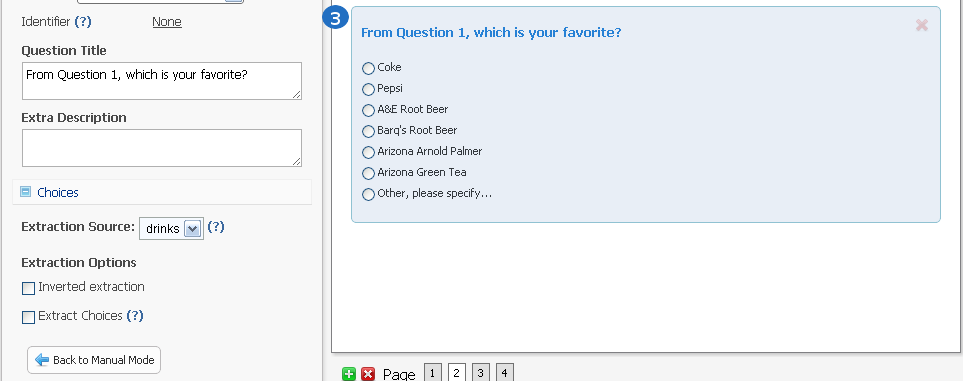 Identifier (?) None
Question Title
From Question 1, which is your favorite?
Extra Description
Choices
Extraction Source: drinks (?)
Extraction Options
Inverted extraction
Extract Choices (?)
Back to Manual Mode
3
From Question 1, which is your favorite?
Coke
Pepsi
A&E Root Beer
Barq's Root Beer
Arizona Arnold Palmer
Arizona Green Tea
Other, please specify...
Page 1 2 3 4